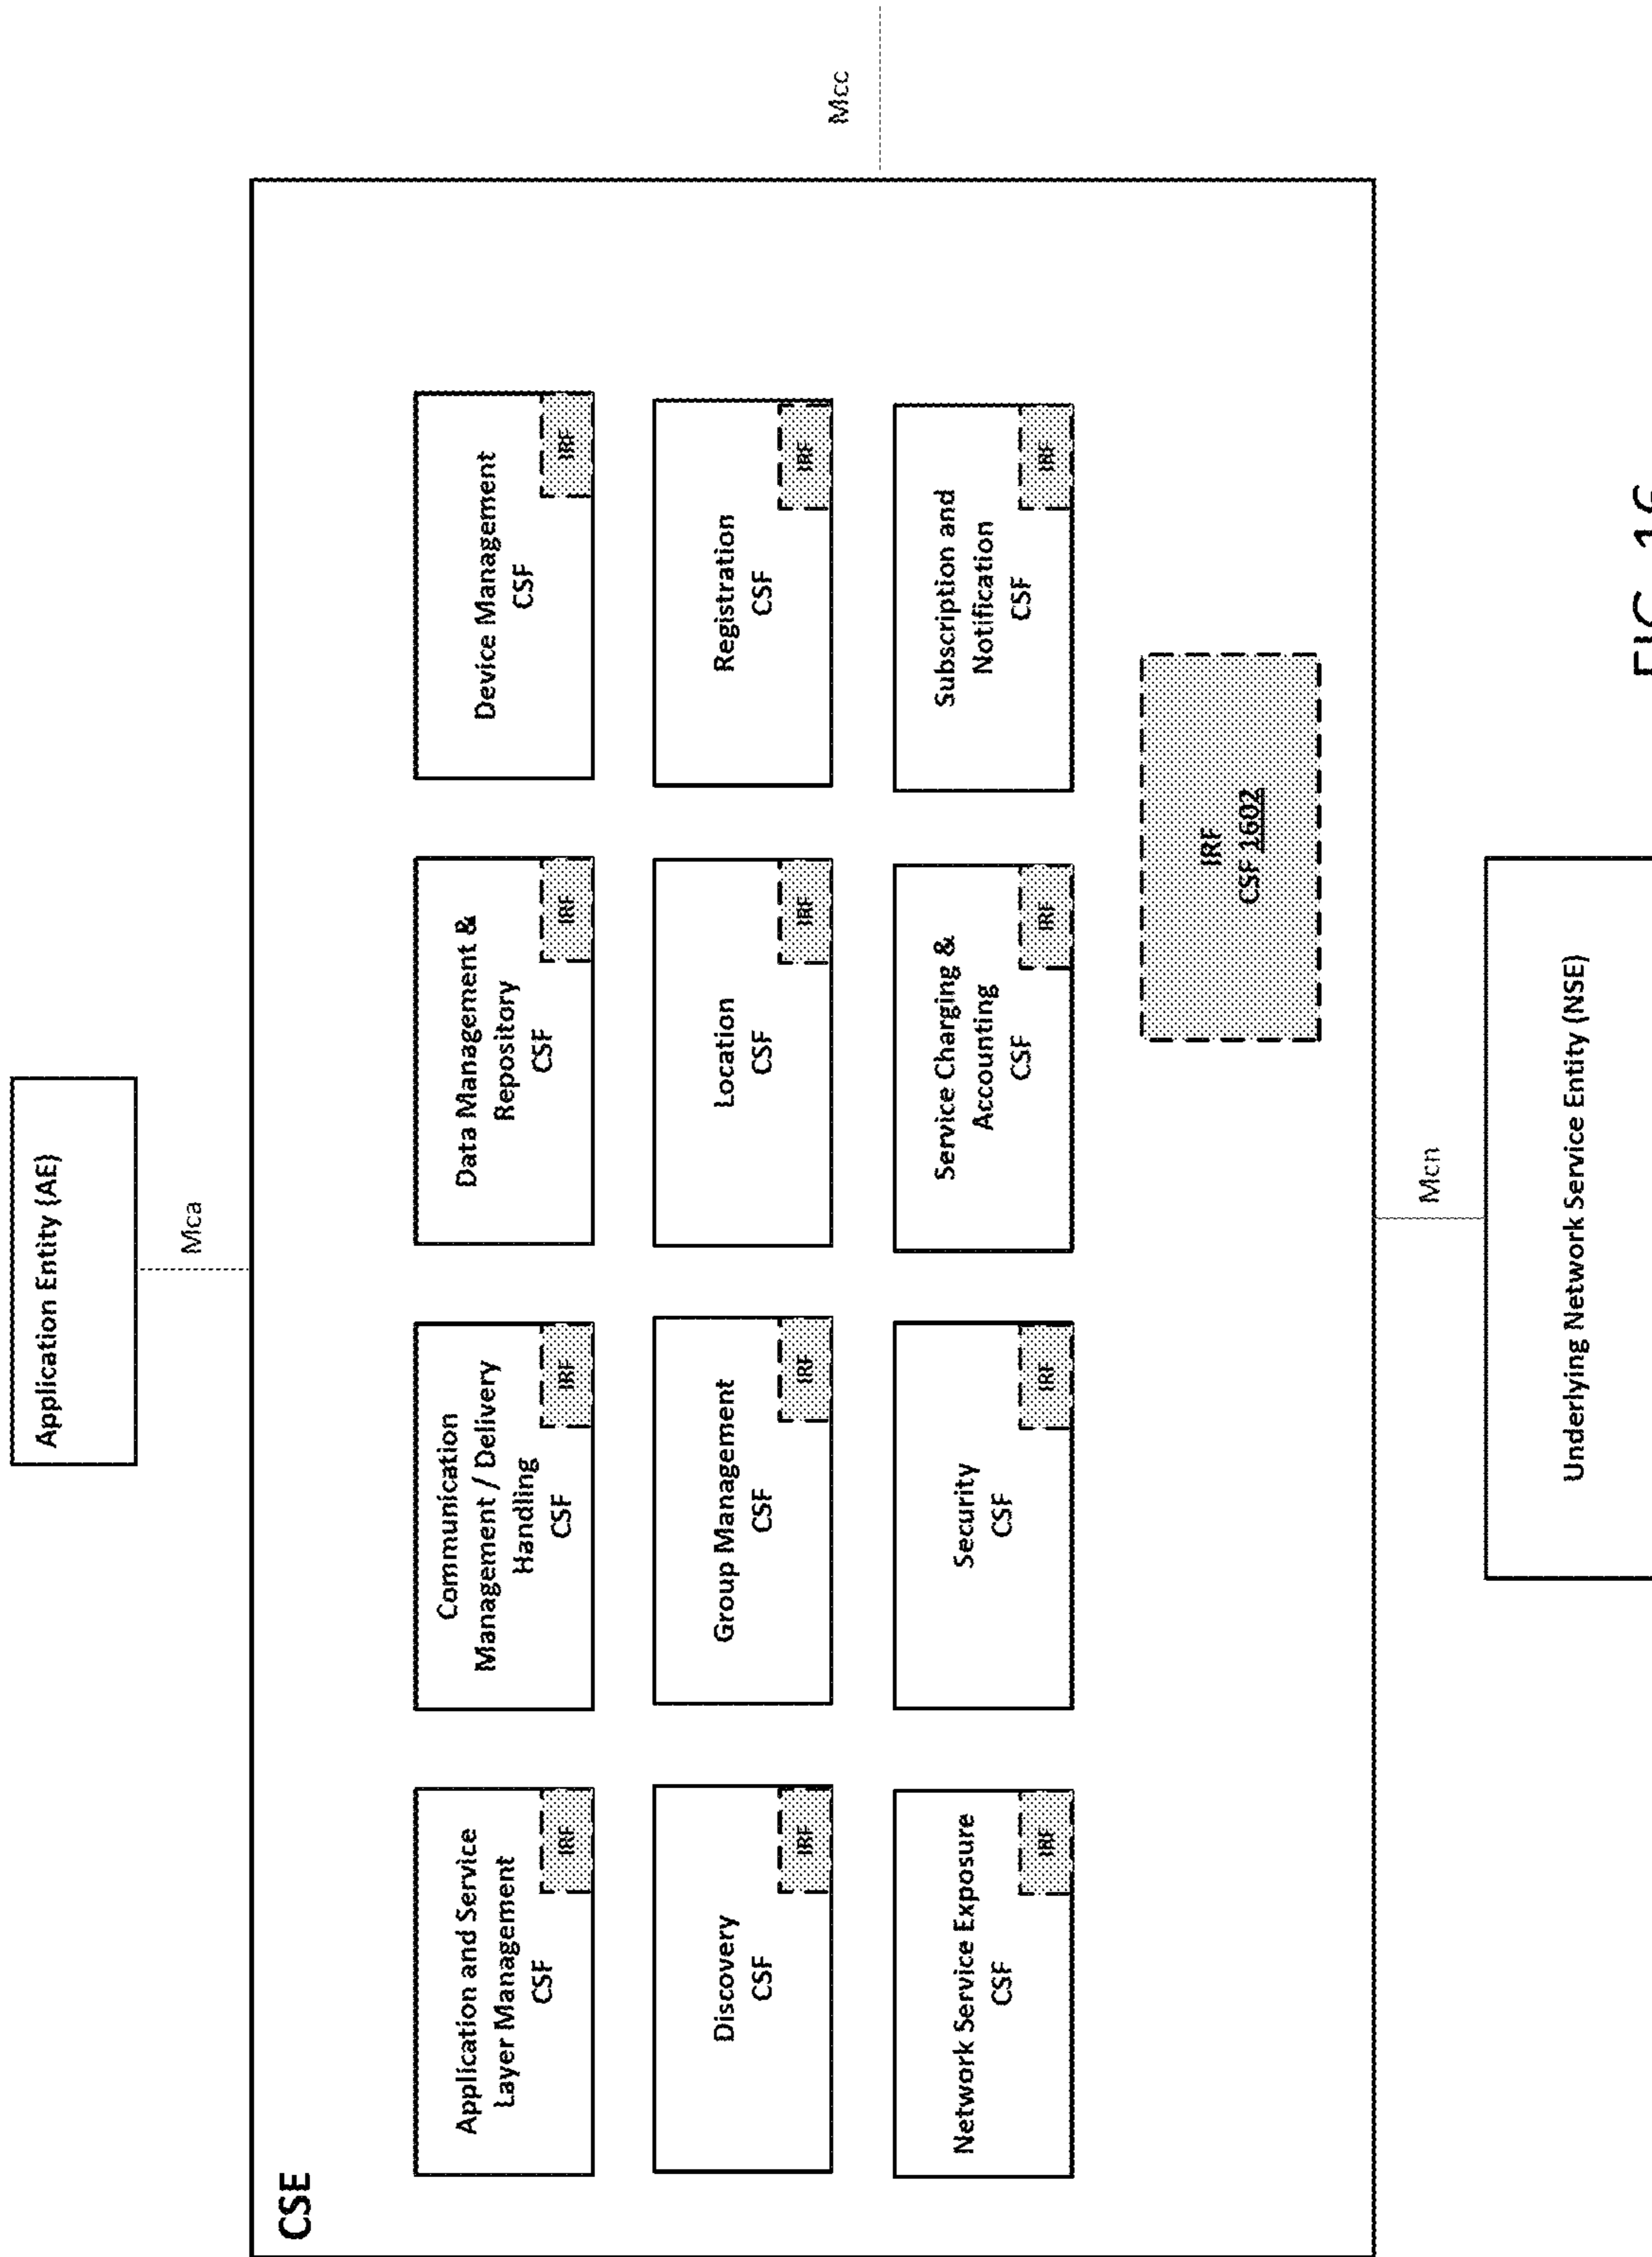 Application Entity (AE)
Mca
CSE
Application and Service
Layer Management
CSF
IRF
Communication
Management / Delivery
Handling
CSF
IRF
Data Management &
Repository
CSF
IRF
Device Management
CSF
IRF
Discovery
CSF
IRF
Group Management
CSF
IRF
Location
CSF
IRF
Registration
CSF
IRF
Mcc
Network Service Exposure
CSF
IRF
Security
CSF
IRF
Service Charging &
Accounting
CSF
IRF
Subscription and
Notification
CSF
IRF
IRF
CSF 1602
Mcn
Underlying Network Service Entity (NSE)
FIG. 16